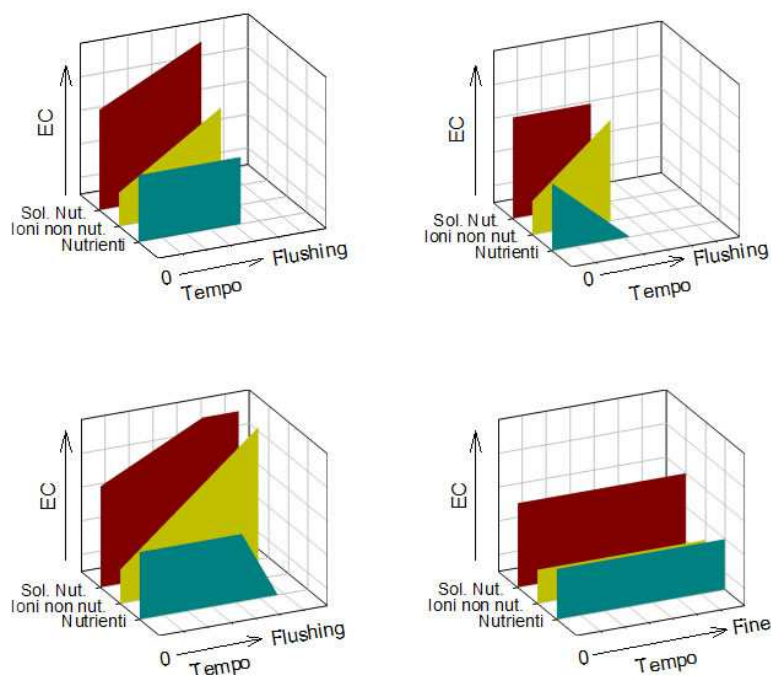 EC
Sol. Nut.
Ioni non nut.
Nutrienti
0
Tempo
Flushing
EC
Sol. Nut.
Ioni non nut.
Nutrienti
0
Tempo
Flushing
EC
Sol. Nut.
Ioni non nut.
Nutrienti
0
Tempo
Flushing
EC
Sol. Nut.
Ioni non nut.
Nutrienti
0
Tempo
Fine